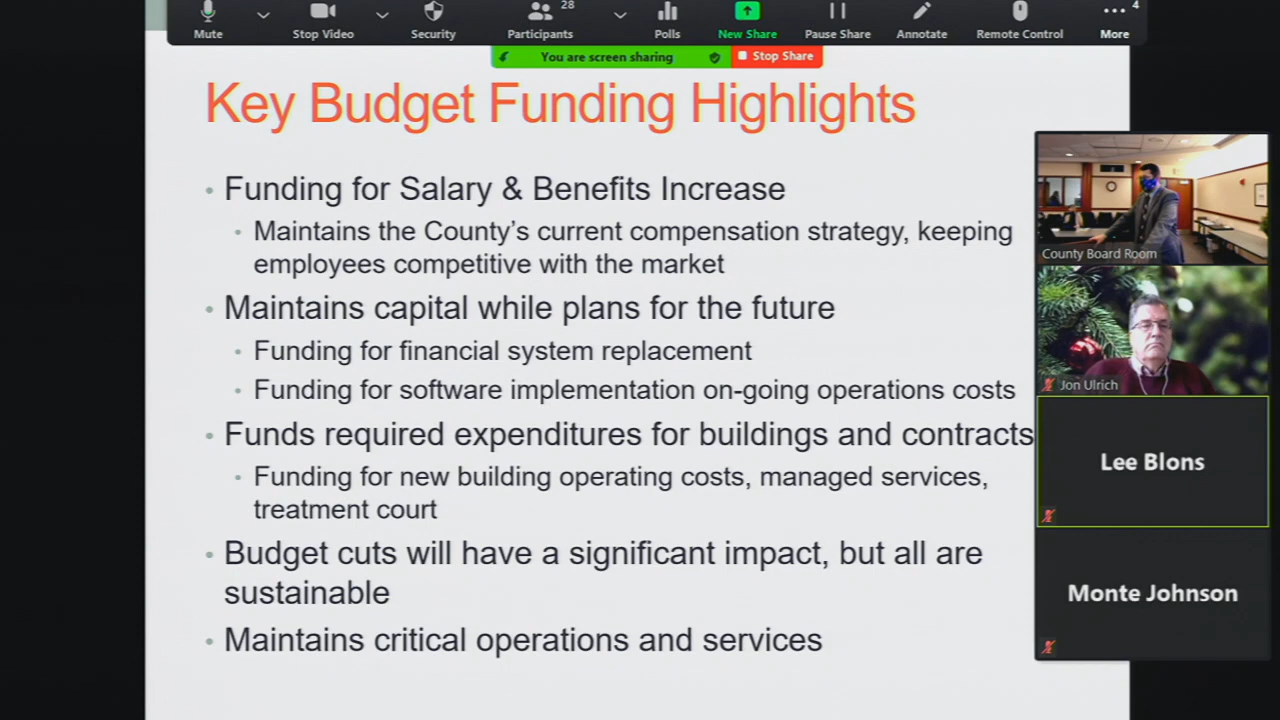 Mute
Stop Video
Security
28
Participants
Polls
New Share
Pause Share
Annotate
Remote Control
4
More
You are screen sharing
Stop Share
Key Budget Funding Highlights
Funding for Salary & Benefits Increase
Maintains the County's current compensation strategy, keeping
employees competitive with the market
Maintains capital while plans for the future
Funding for financial system replacement
Funding for software implementation on-going operations costs
Funds required expenditures for buildings and contracts
Funding for new building operating costs, managed services,
treatment court
Budget cuts will have a significant impact, but all are
sustainable
Maintains critical operations and services
County Board Room
Jon Ulrich
Lee Blons
Monte Johnson